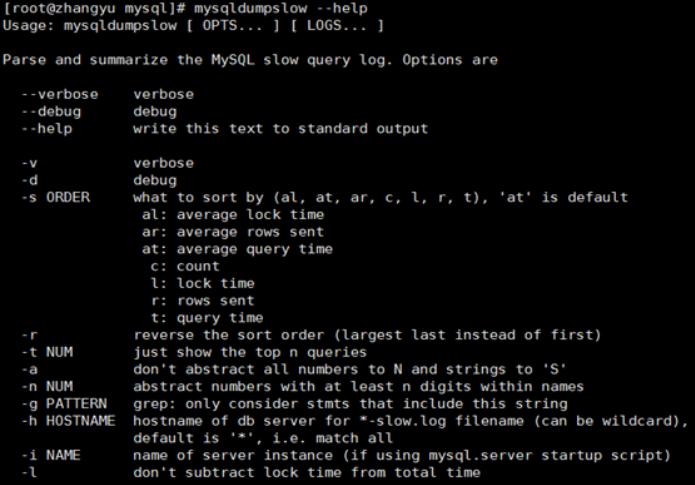 [root@zhangyu mysql]# mysqldumpslow --help
Usage: mysqldumpslow [ OPTS... ] [ LOGS... ]
Parse and summarize the MySQL slow query log. Options are
--verbose    verbose
--debug      debug
--help       write this text to standard output
-v           verbose
-d           debug
-s ORDER     what to sort by (al, at, ar, c, l, r, t), 'at' is default
al: average lock time
ar: average rows sent
at: average query time
c: count
l: lock time
r: rows sent
t: query time
-r           reverse the sort order (largest last instead of first)
-t NUM       just show the top n queries
-a           don't abstract all numbers to N and strings to 'S'
-n NUM       abstract numbers with at least n digits within names
-g PATTERN   grep: only consider stmts that include this string
-h HOSTNAME  hostname of db server for *-slow.log filename (can be wildcard),
default is '*', i.e. match all
-i NAME      name of server instance (if using mysql.server startup script)
-l           don't subtract lock time from total time